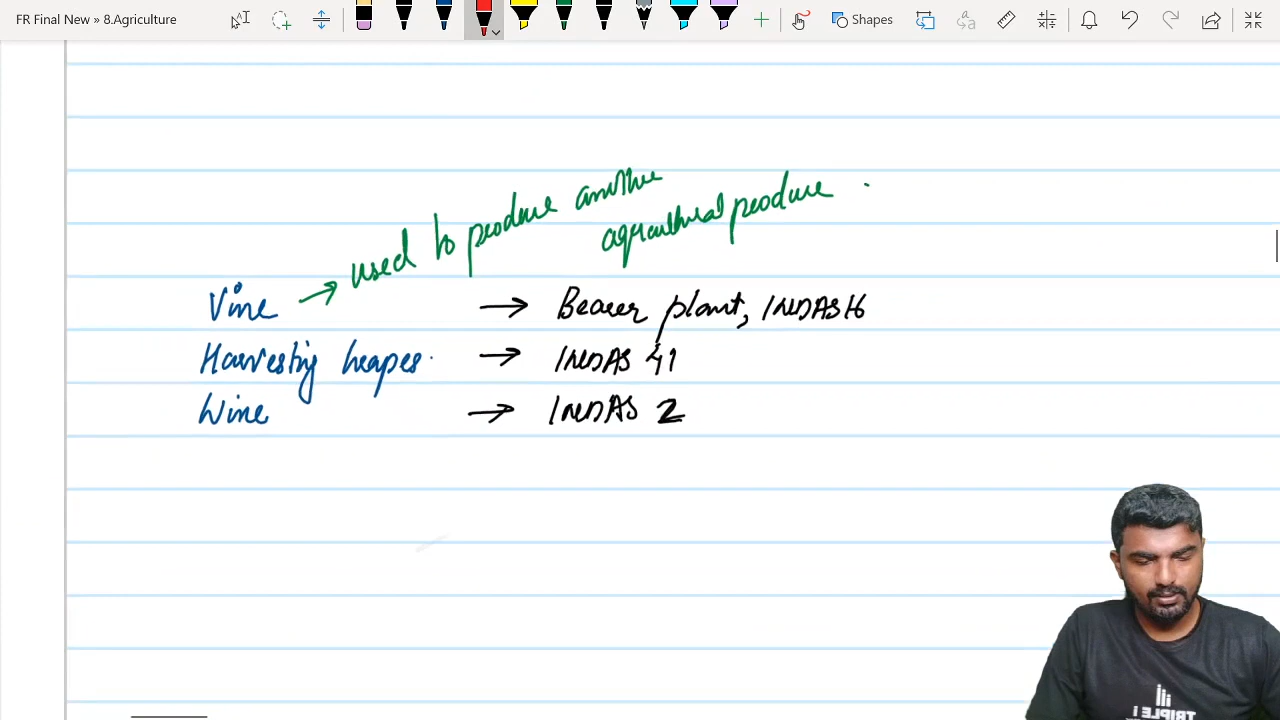 FR Final New » 8.Agriculture
Shapes
used to produce another
agricultural produce
Vine → Bearer plant, INDAS 16
Harvesting → INDAS 41
Wine → INDAS 2
TRIPLE i